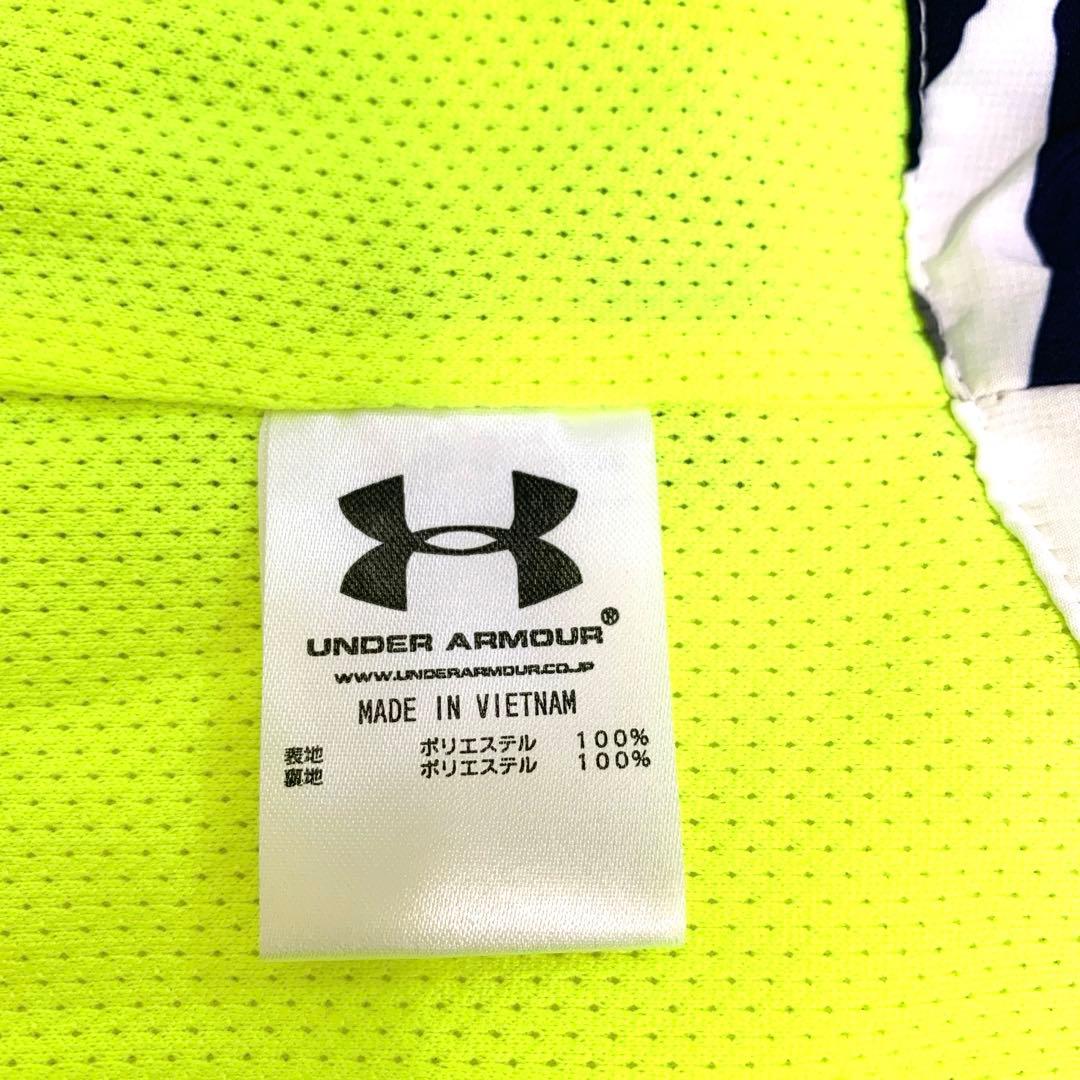 UNDER ARMOUR®
WWW.UNDERARMOUR.CO.JP
MADE IN VIETNAM
表地 ポリエステル 100%
裏地 ポリエステル 100%